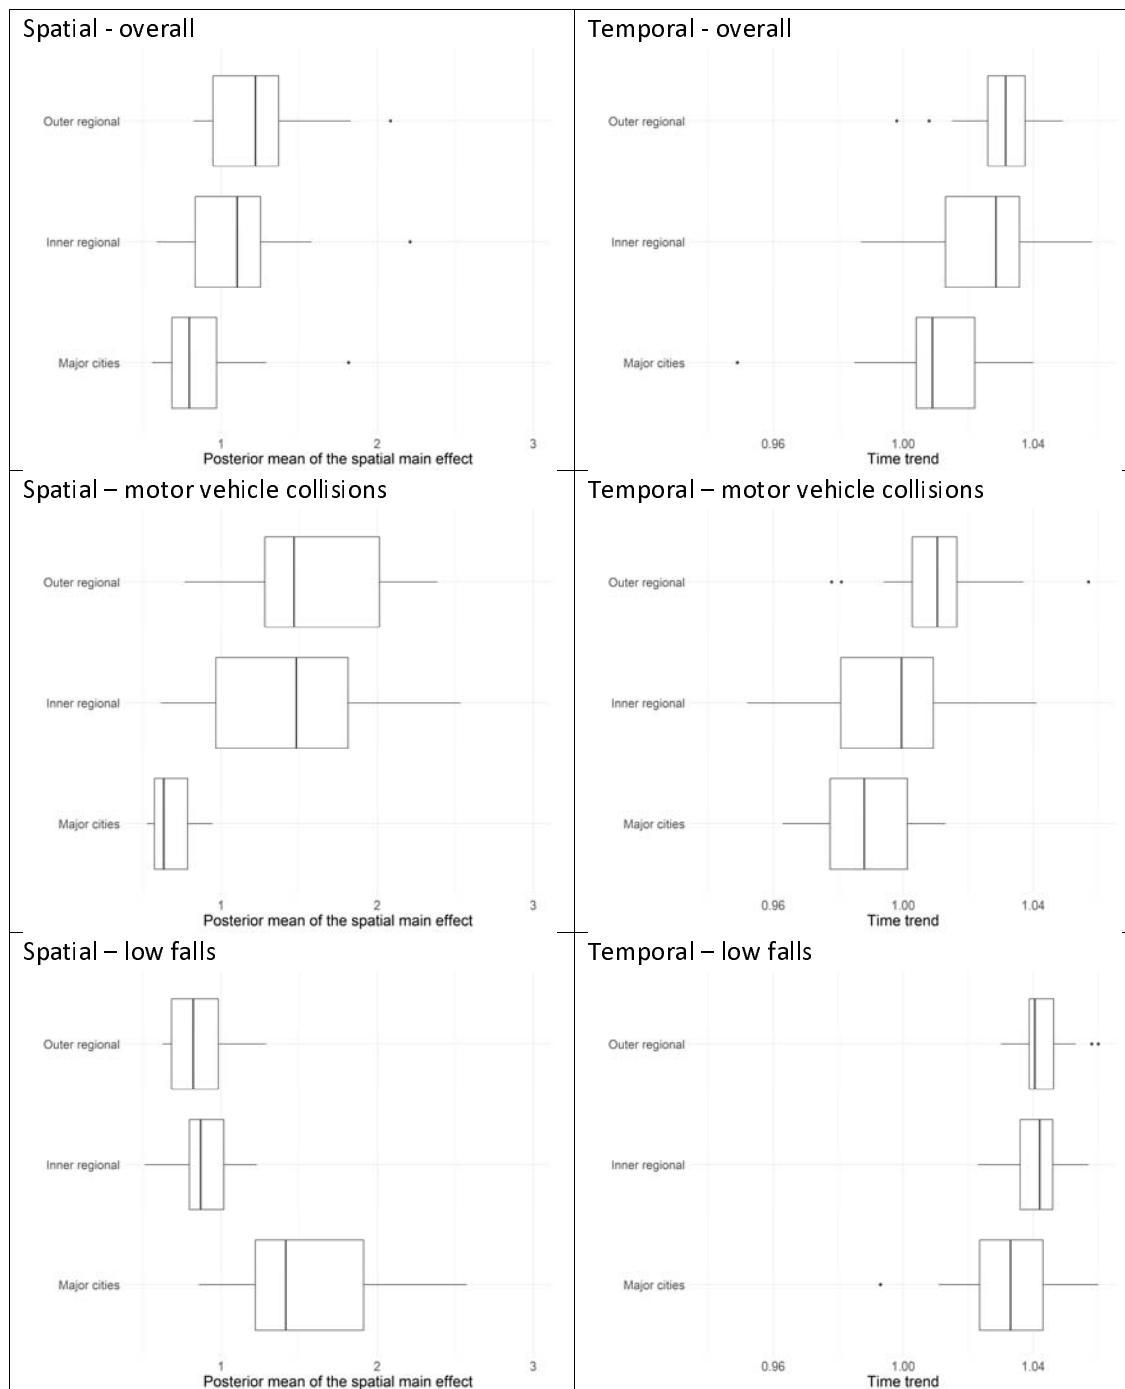 Spatial - overall
Outer regional
Inner regional
Major cities
1 2 3
Posterior mean of the spatial main effect
Temporal - overall
Outer regional
Inner regional
Major cities
0.96 1.00 1.04
Time trend
Spatial – motor vehicle collisions
Outer regional
Inner regional
Major cities
1 2 3
Posterior mean of the spatial main effect
Temporal – motor vehicle collisions
Outer regional
Inner regional
Major cities
0.96 1.00 1.04
Time trend
Spatial – low falls
Outer regional
Inner regional
Major cities
1 2 3
Posterior mean of the spatial main effect
Temporal – low falls
Outer regional
Inner regional
Major cities
0.96 1.00 1.04
Time trend